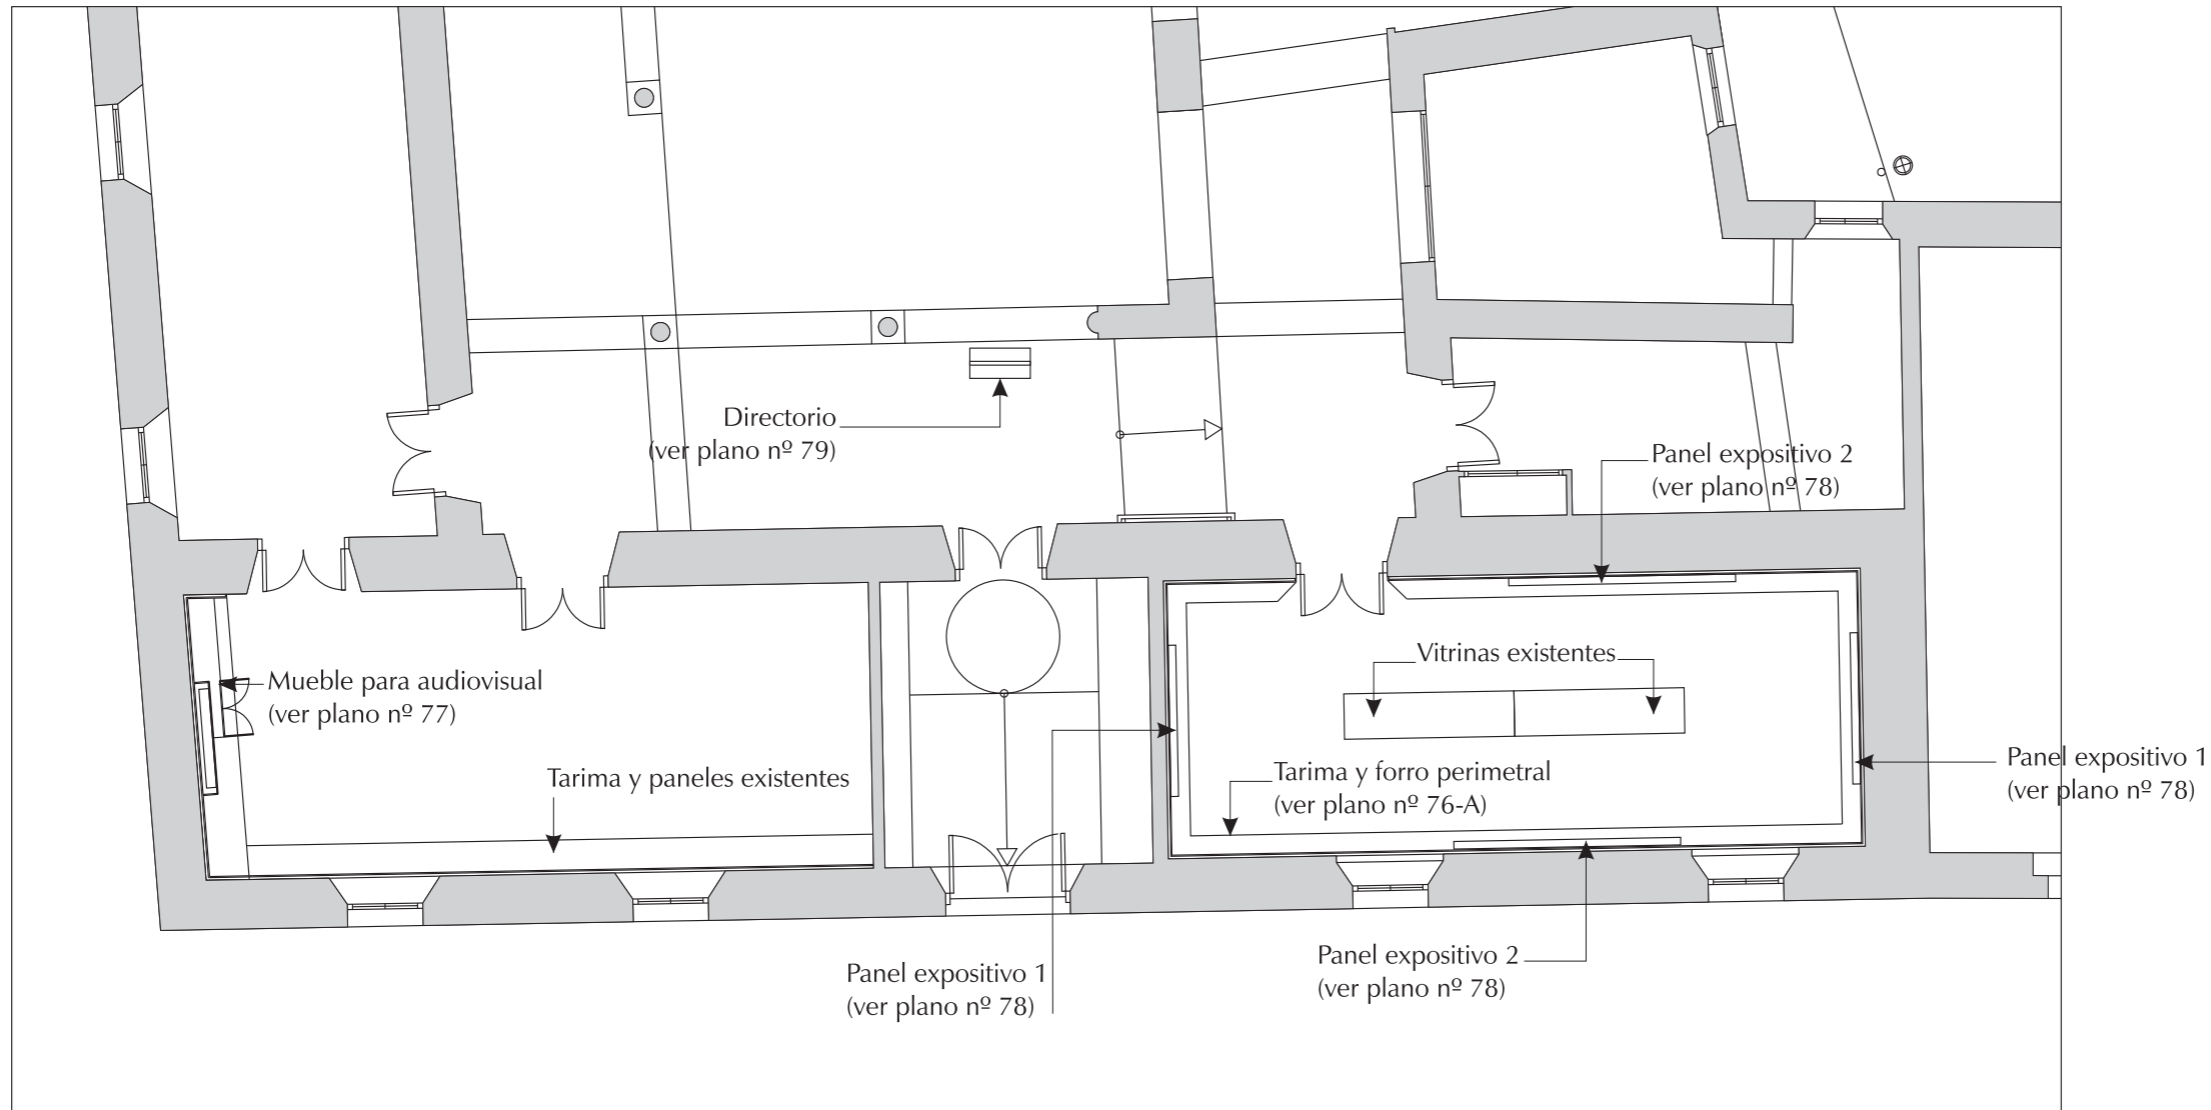 Directorio
(ver plano nº 79)
Panel expositivo 2
(ver plano nº 78)
Mueble para audiovisual
(ver plano nº 77)
Vitrinas existentes
Tarima y paneles existentes
Tarima y forro perimetral
(ver plano nº 76-A)
Panel expositivo 1
(ver plano nº 78)
Panel expositivo 1
(ver plano nº 78)
Panel expositivo 2
(ver plano nº 78)